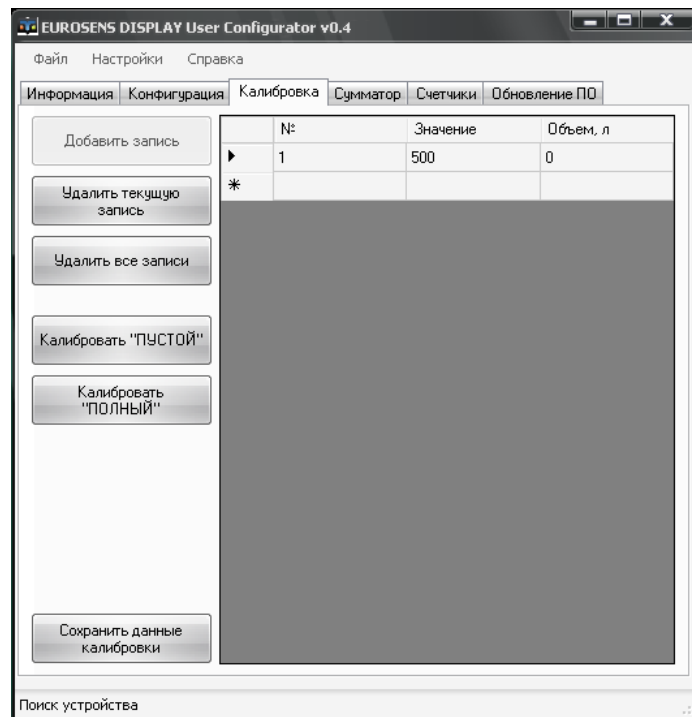 EUROSENS DISPLAY User Configurator v0.4
Файл Настройки Справка
Информация Конфигурация Калибровка Сумматор Счетчики Обновление ПО
Добавить запись
Удалить текущую
запись
Удалить все записи
Калибровать "ПУСТОЙ"
Калибровать
"ПОЛНЫЙ"
Сохранить данные
калибровки
№ Значение Объем, л
1 500 0
Поиск устройства